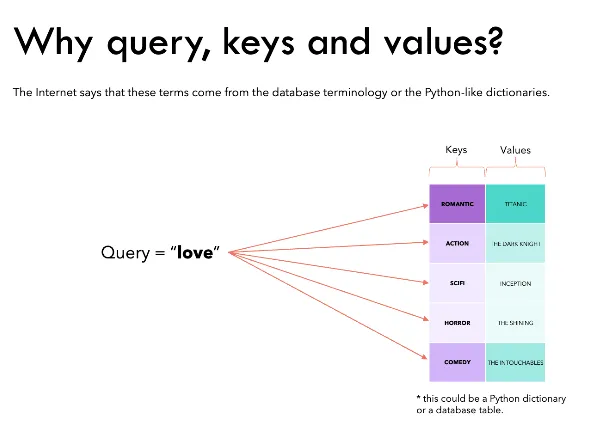 Why query, keys and values?
The Internet says that these terms come from the database terminology or the Python-like dictionaries.
Keys Values
ROMANTIC TITANIC
ACTION THE DARK KNIGHT
Query = “love”
SCIFI INCEPTION
HORROR THE SHINING
COMEDY THE INTOUCHABLES
* this could be a Python dictionary
or a database table.